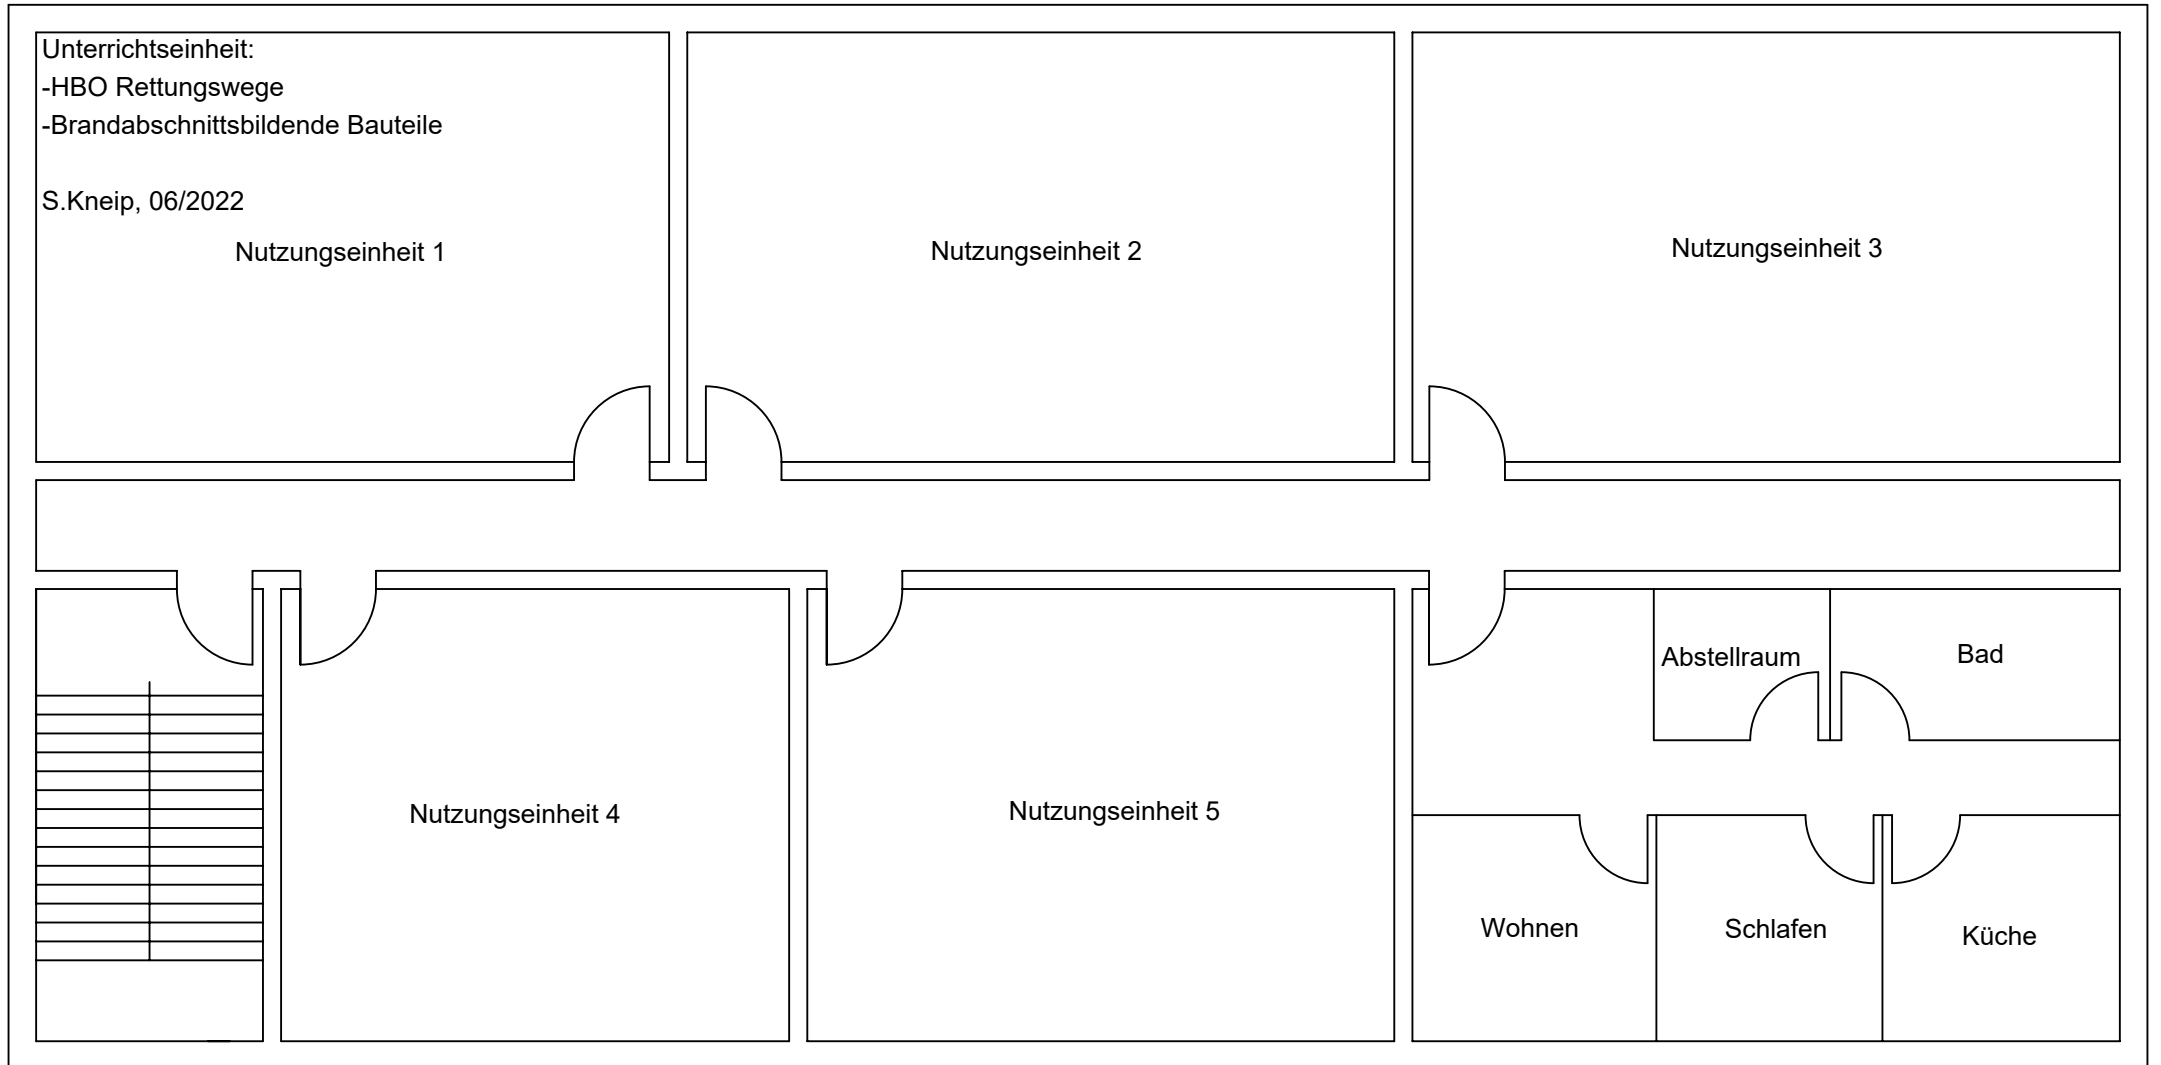 Unterrichtseinheit:
-HBO Rettungswege
-Brandabschnittsbildende Bauteile
S.Kneip, 06/2022
Nutzungseinheit 1
Nutzungseinheit 2
Nutzungseinheit 3
Abstellraum
Bad
Nutzungseinheit 4
Nutzungseinheit 5
Wohnen
Schlafen
Küche